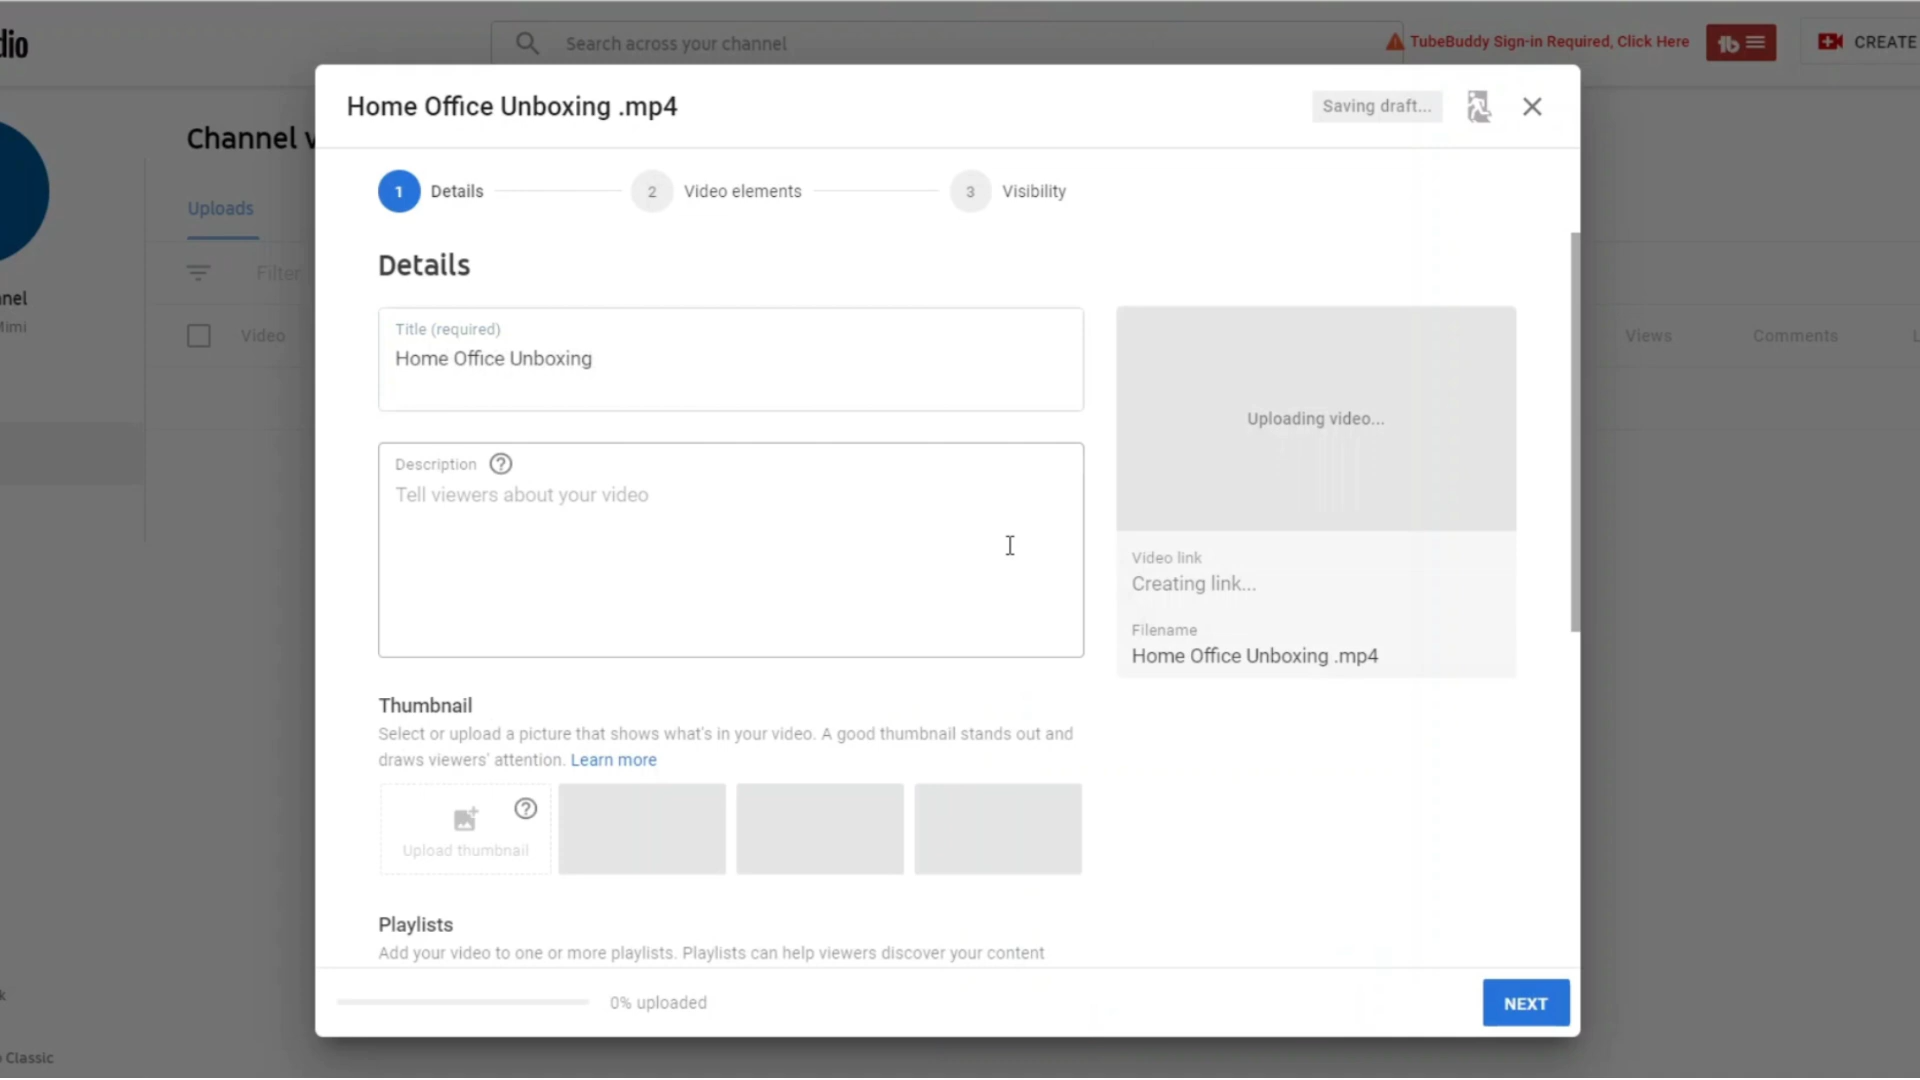 dio
Search across your channel
TubeBuddy Sign-in Required, Click Here
tb
CREATE
Home Office Unboxing .mp4
Saving draft...
Channel v
1 Details
2 Video elements
3 Visibility
Uploads
Details
Filter
nel
Mimi
Title (required)
Home Office Unboxing
Video
Views
Comments
L
Uploading video...
Description ?
Tell viewers about your video
Video link
Creating link...
Filename
Home Office Unboxing .mp4
Thumbnail
Select or upload a picture that shows what's in your video. A good thumbnail stands out and
draws viewers' attention. Learn more
?
Upload thumbnail
Playlists
Add your video to one or more playlists. Playlists can help viewers discover your content
k
0% uploaded
NEXT
Classic